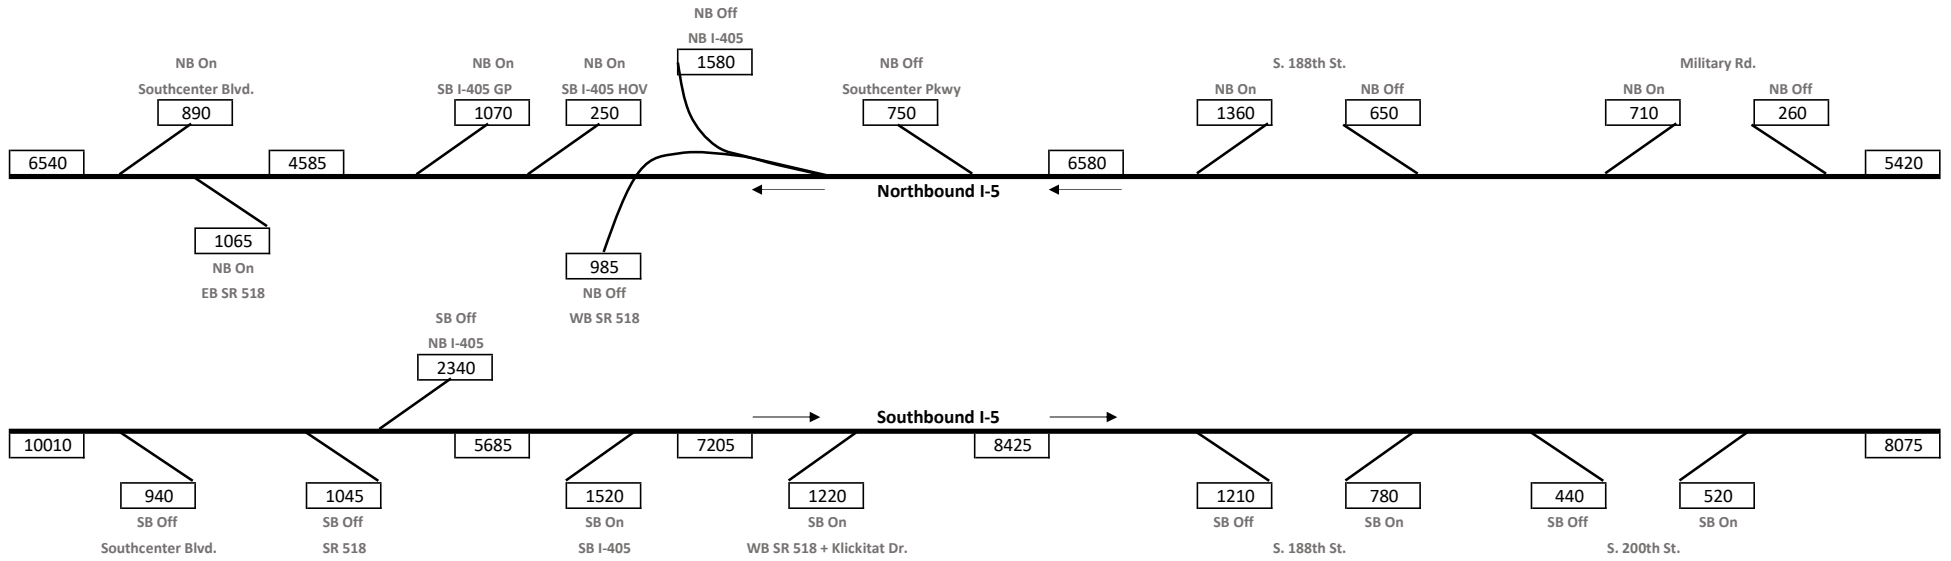 NB Off
NB I-405
1580
NB On
Southcenter Blvd.
890
NB On
SB I-405 GP
1070
NB On
SB I-405 HOV
250
NB Off
Southcenter Pkwy
750
S. 188th St.
NB On
1360
NB Off
650
Military Rd.
NB On
710
NB Off
260
6540
4585
6580
5420
Northbound I-5
1065
NB On
EB SR 518
985
NB Off
WB SR 518
SB Off
NB I-405
2340
Southbound I-5
10010
5685
7205
8425
8075
940
SB Off
Southcenter Blvd.
1045
SB Off
SR 518
1520
SB On
SB I-405
1220
SB On
WB SR 518 + Klickitat Dr.
1210
SB Off
780
SB On
S. 188th St.
440
SB Off
520
SB On
S. 200th St.